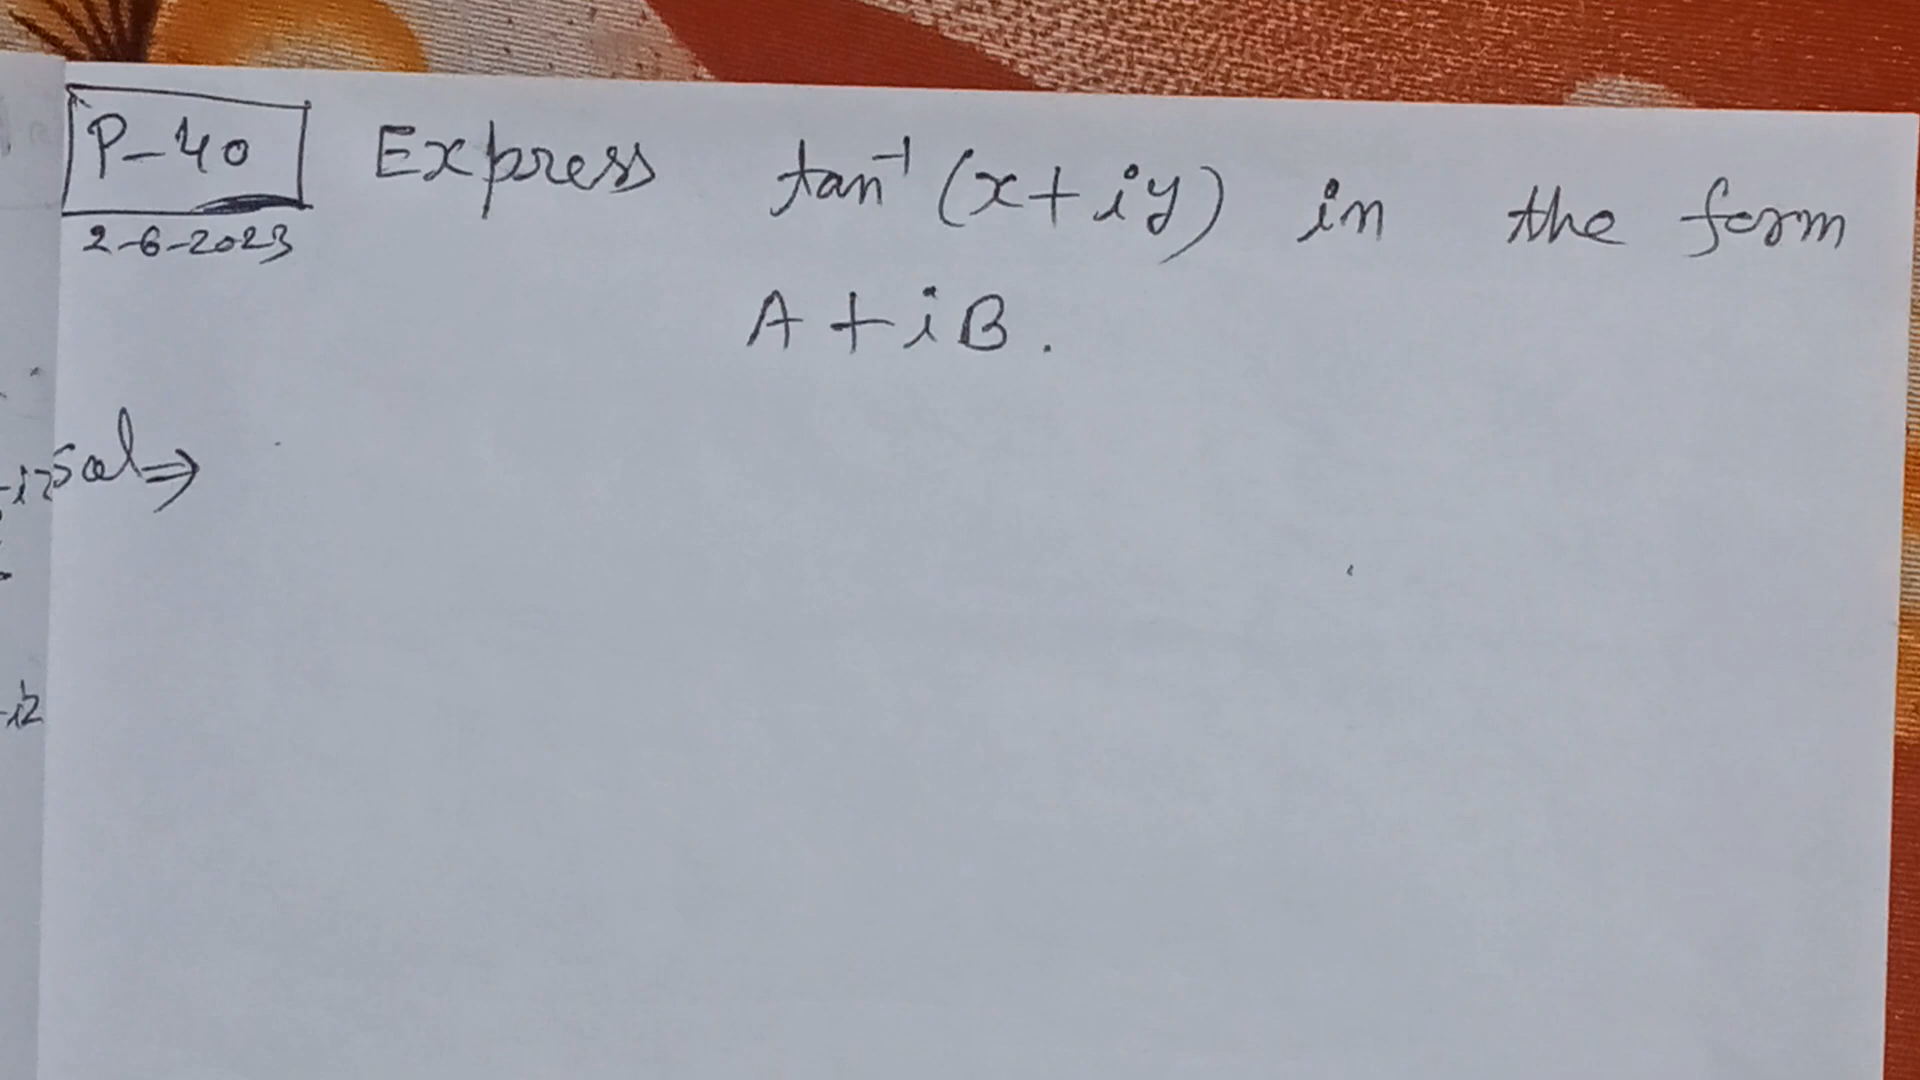 P-40 Express tan⁻¹ (x+iy) in the form
2-6-2023
A+iB.
Sol⇒